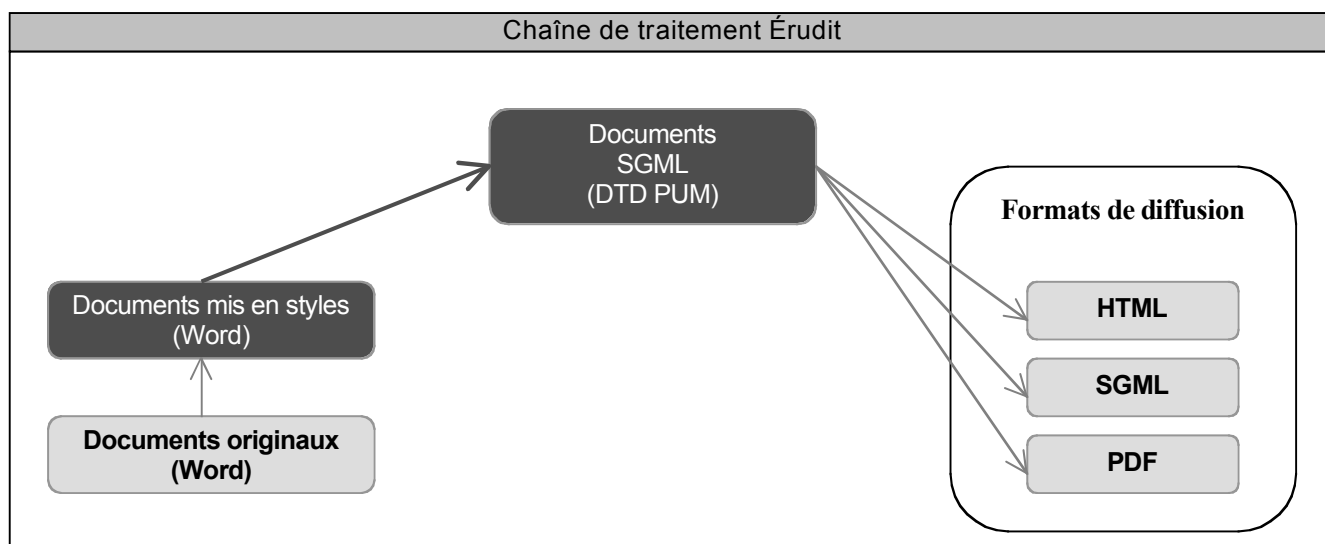 Chaîne de traitement Érudit
Documents
SGML
(DTD PUM)
Formats de diffusion
Documents mis en styles
(Word)
HTML
SGML
Documents originaux
(Word)
PDF